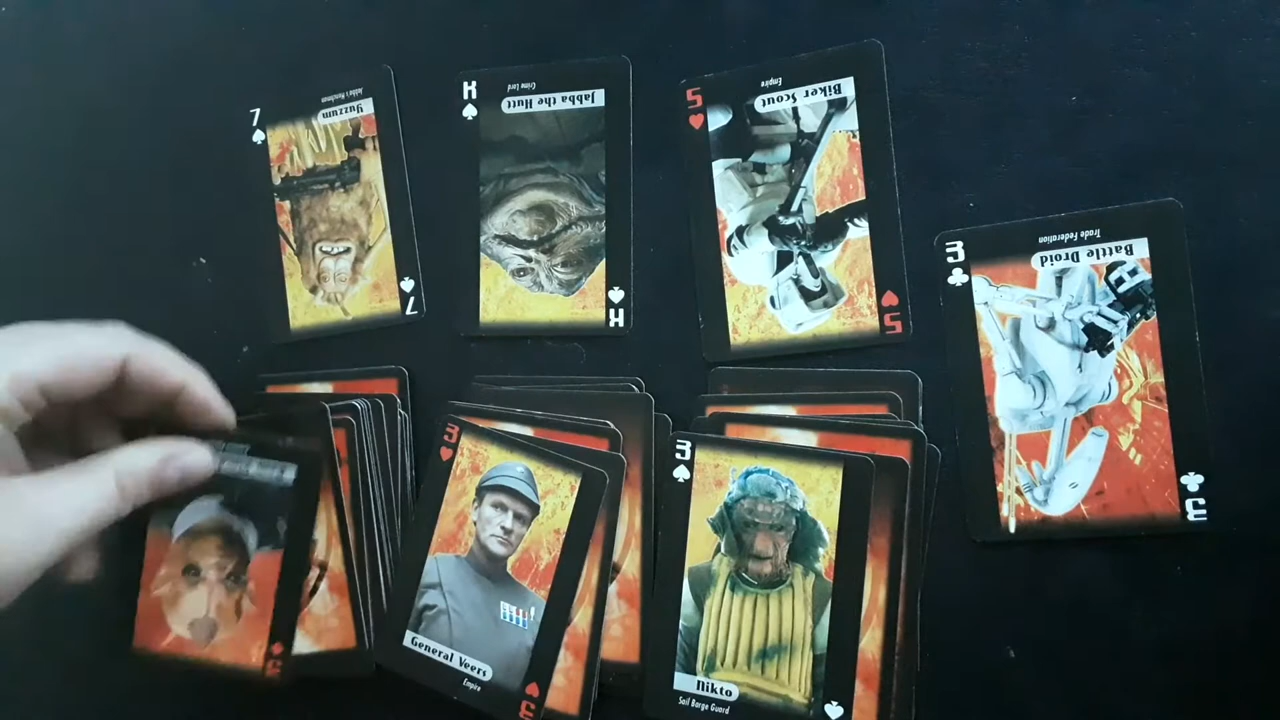 7
Jabba's Henchman
Yuzzum
7
K
Crime Lord
Jabba the Hutt
K
5
Empire
Biker Scout
5
3
Trade Federation
Battle Droid
3
3
General Veers
Empire
3
3
Nikto
Sail Barge Guard